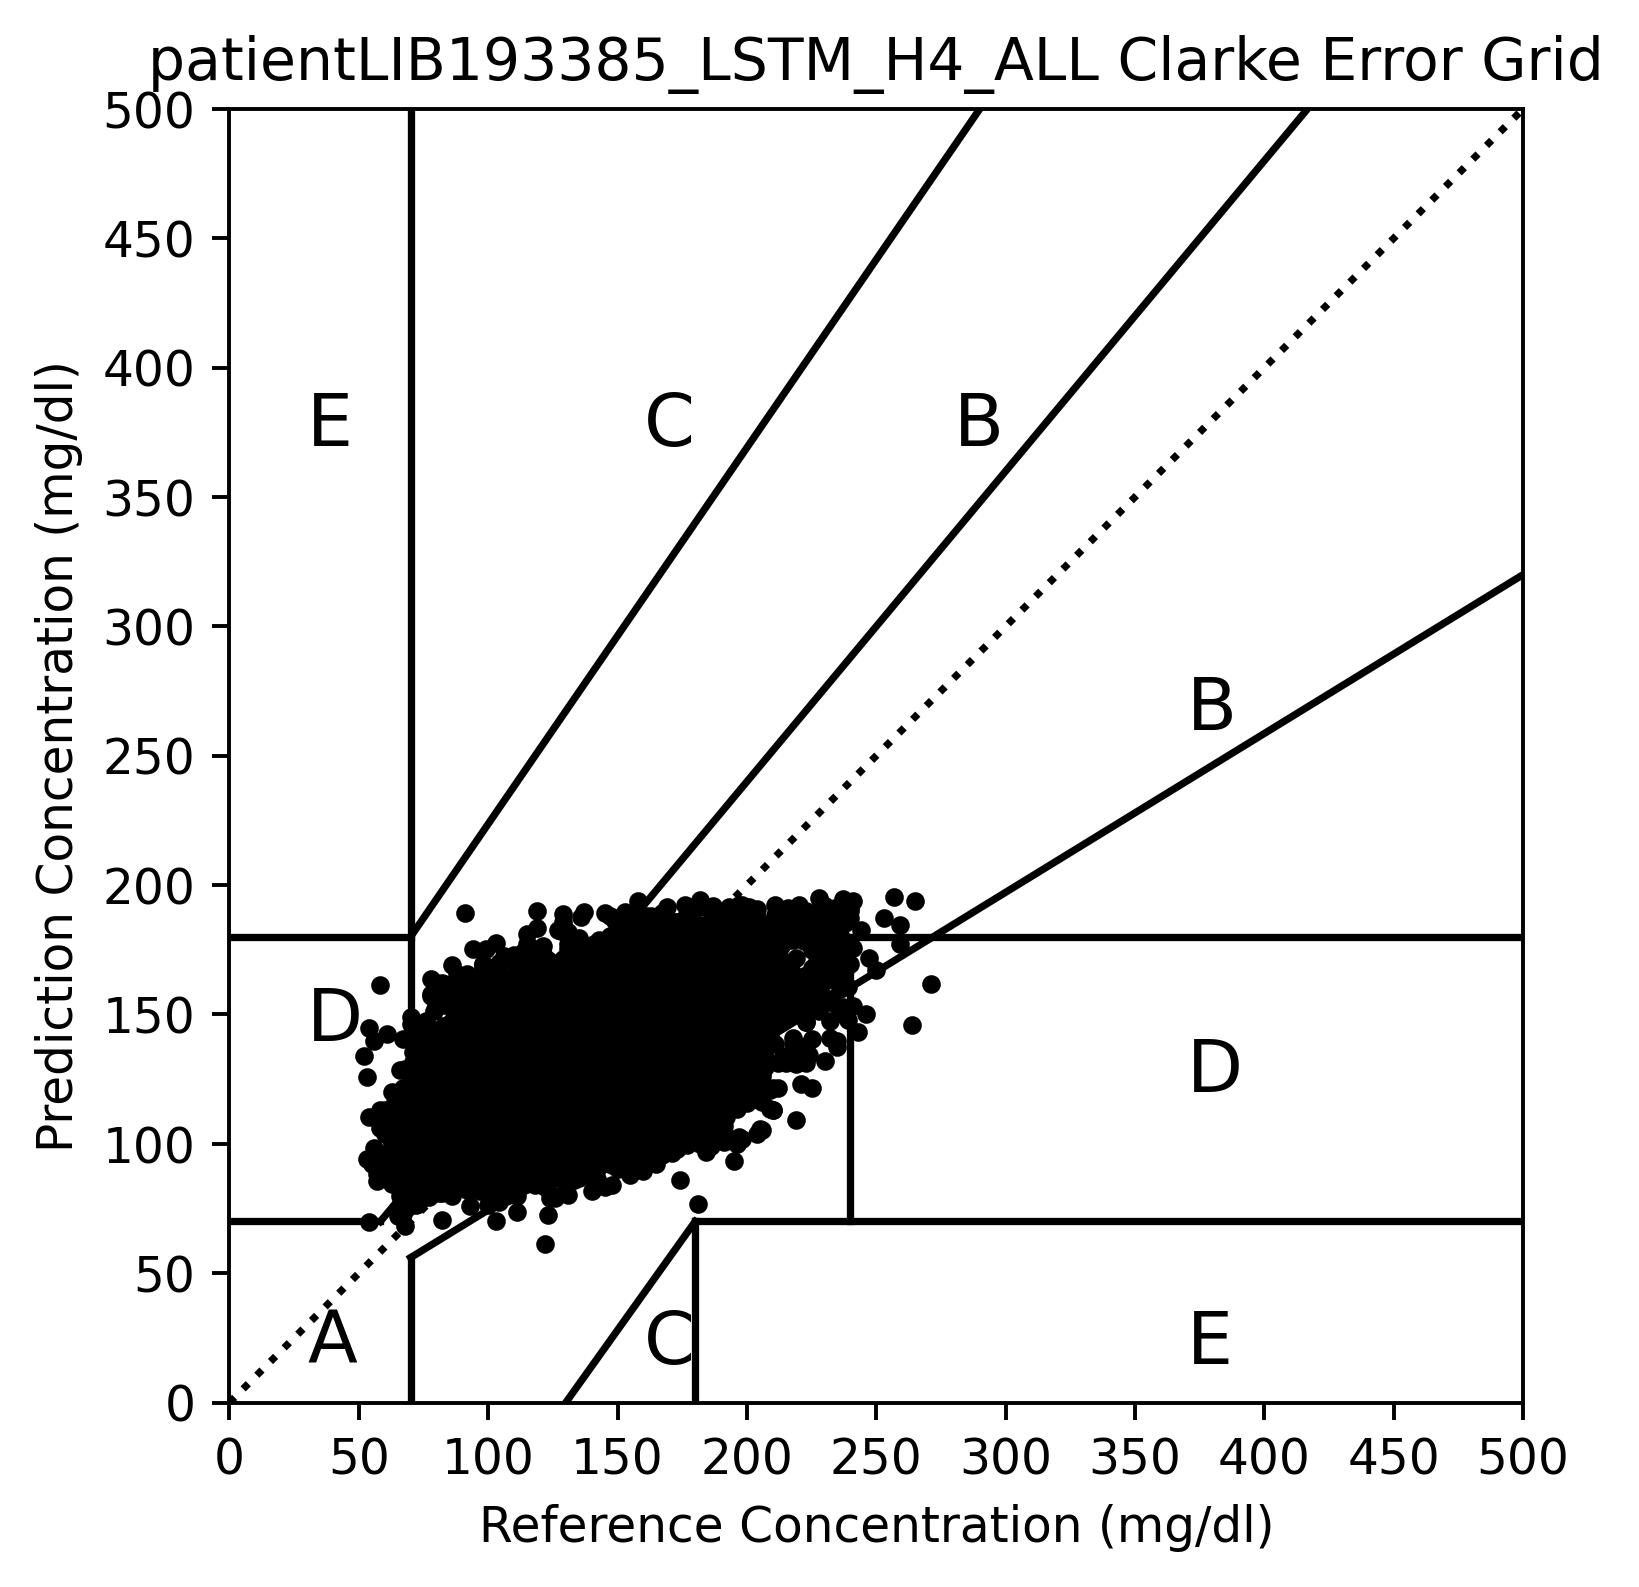 patientLIB193385_LSTM_H4_ALL Clarke Error Grid
500
450
400
350
300
250
200
150
100
50
0
Prediction Concentration (mg/dl)
E
C
B
B
D
D
A
C
E
0 50 100 150 200 250 300 350 400 450 500
Reference Concentration (mg/dl)